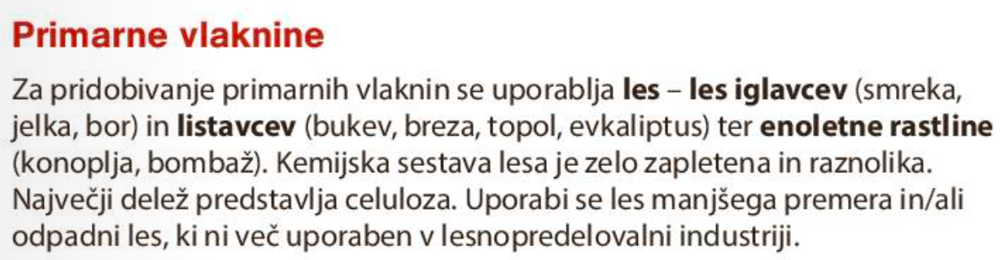 Primarne vlaknine
Za pridobivanje primarnih vlaknin se uporablja les – les iglavcev (smreka,
jelka, bor) in listavcev (bukev, breza, topol, evkaliptus) ter enoletne rastline
(konoplja, bombaž). Kemijska sestava lesa je zelo zapletena in raznolika.
Največji delež predstavlja celuloza. Uporabi se les manjšega premera in/ali
odpadni les, ki ni več uporaben v lesnopredelovalni industriji.